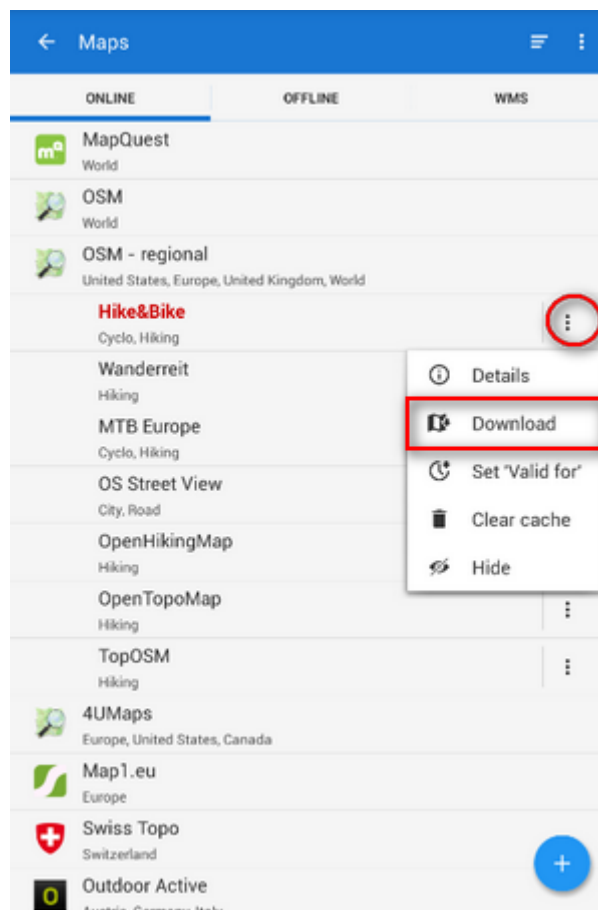 Maps
ONLINE OFFLINE WMS
MapQuest
World
OSM
World
OSM - regional
United States, Europe, United Kingdom, World
Hike&Bike
Cyclo, Hiking
Wanderreit
Hiking
Details
MTB Europe
Cyclo, Hiking
Download
OS Street View
City, Road
Set 'Valid for'
OpenHikingMap
Hiking
Clear cache
Hide
OpenTopoMap
Hiking
TopOSM
Hiking
4UMaps
Europe, United States, Canada
Map1.eu
Europe
Swiss Topo
Switzerland
Outdoor Active
Austria, Germany, Italy